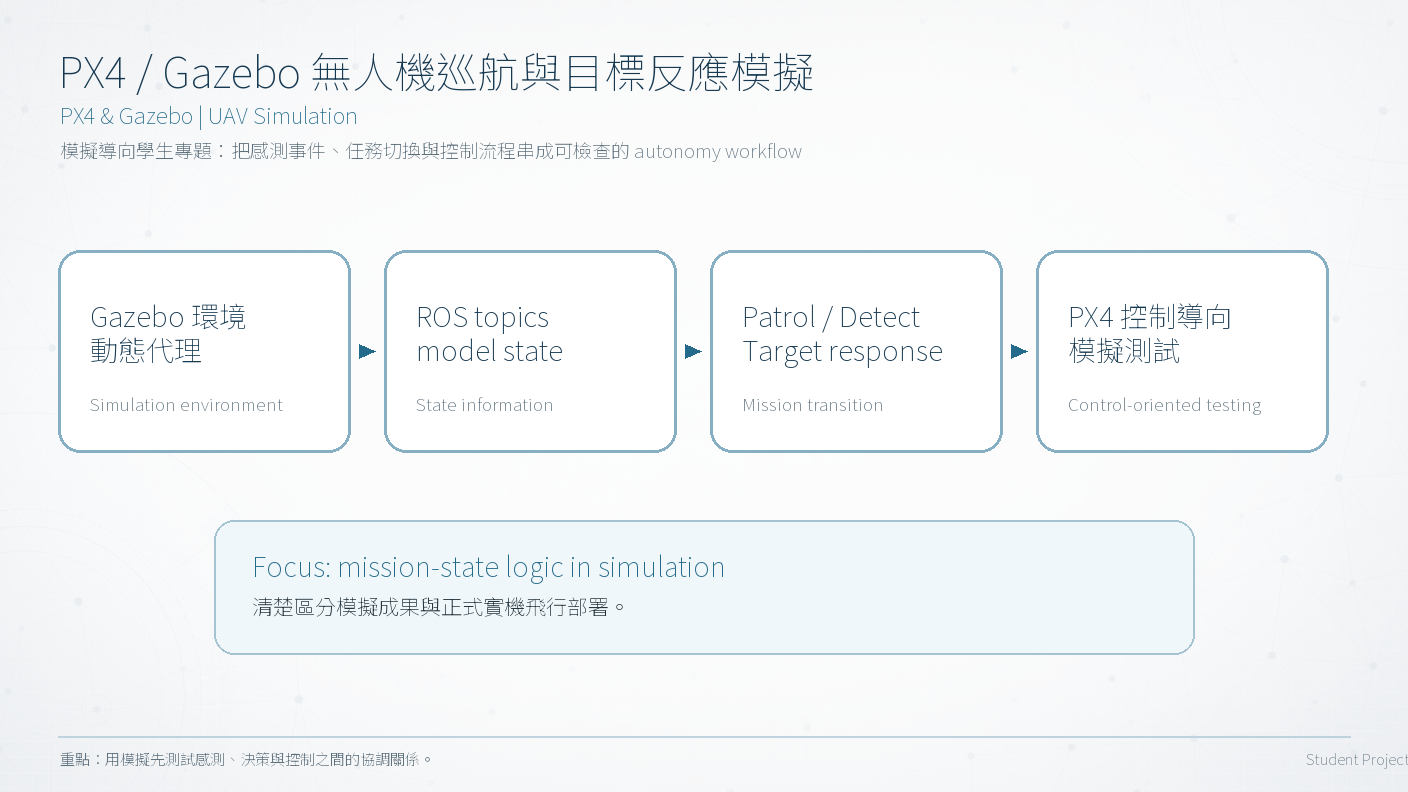 PX4 / Gazebo 無人機巡航與目標反應模擬
PX4 & Gazebo | UAV Simulation
模擬導向學生專題：把感測事件、任務切換與控制流程串成可檢查的 autonomy workflow
Gazebo 環境
動態代理
Simulation environment
ROS topics
model state
State information
Patrol / Detect
Target response
Mission transition
PX4 控制導向
模擬測試
Control-oriented testing
Focus: mission-state logic in simulation
清楚區分模擬成果與正式實機飛行部署。
重點：用模擬先測試感測、決策與控制之間的協調關係。
Student Project